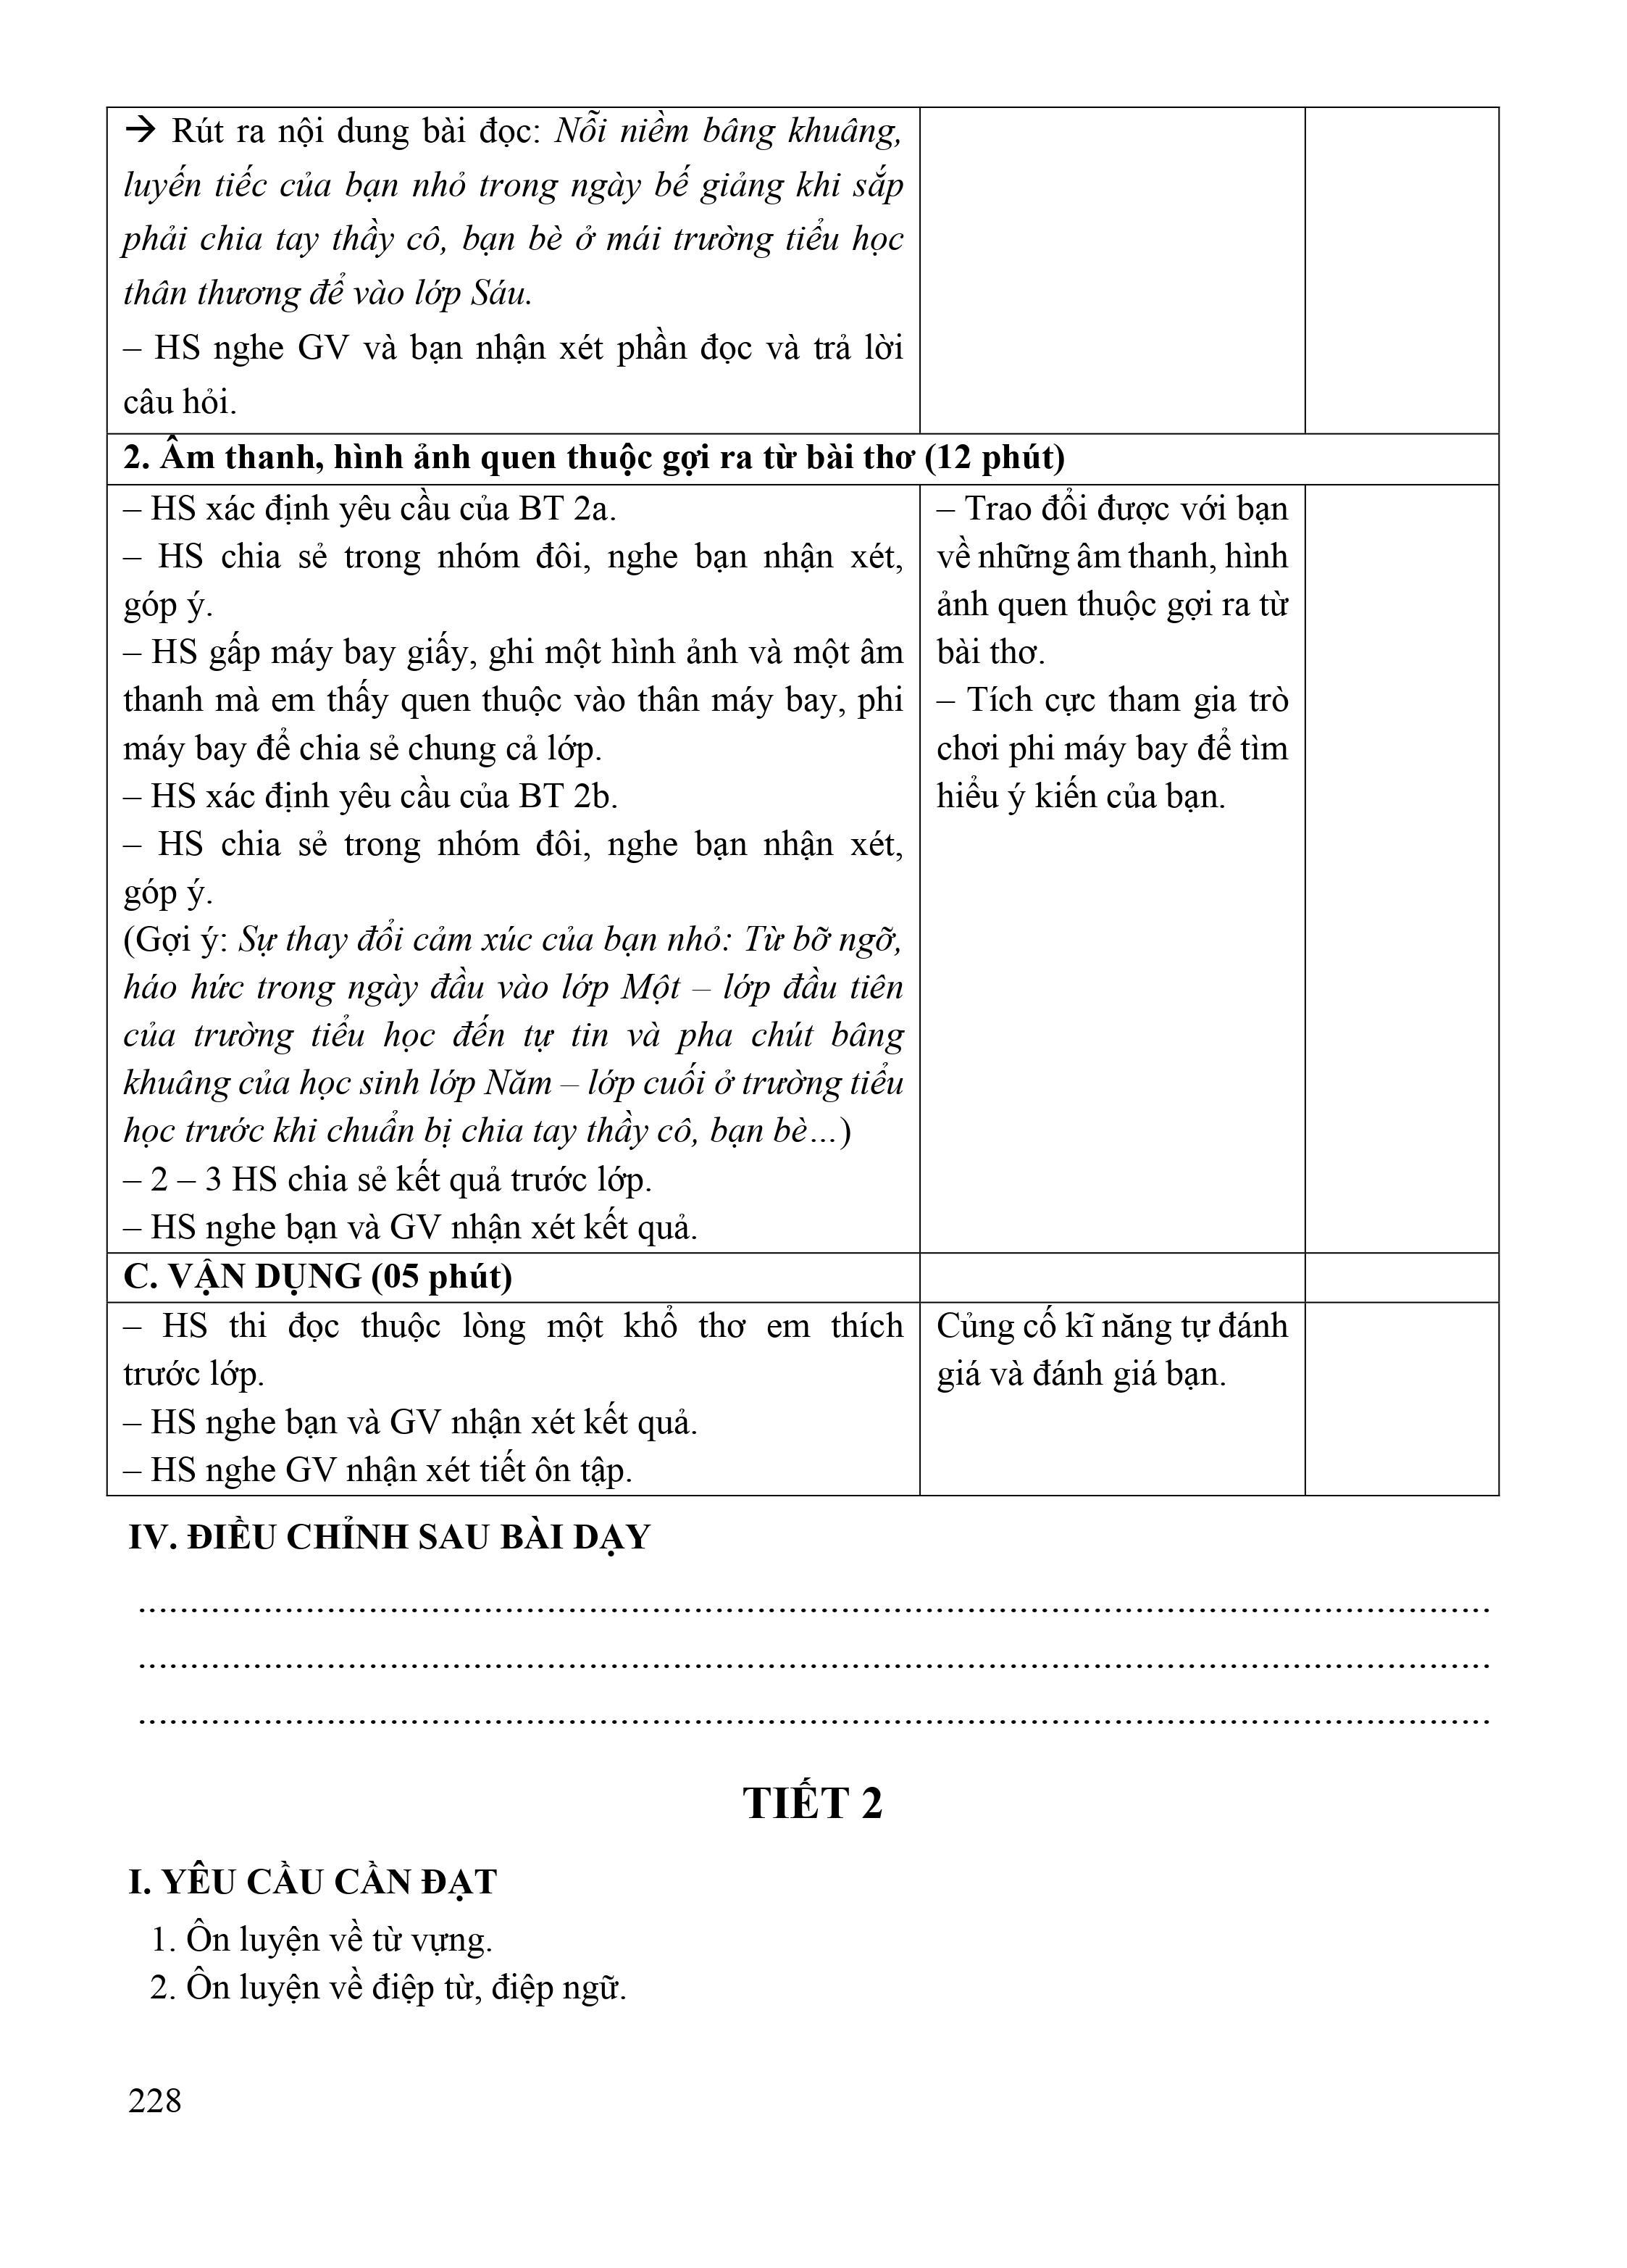 → Rút ra nội dung bài đọc: Nỗi niềm bâng khuâng,
luyến tiếc của bạn nhỏ trong ngày bế giảng khi sắp
phải chia tay thầy cô, bạn bè ở mái trường tiểu học
thân thương để vào lớp Sáu.
– HS nghe GV và bạn nhận xét phần đọc và trả lời
câu hỏi.
2. Âm thanh, hình ảnh quen thuộc gợi ra từ bài thơ (12 phút)
– HS xác định yêu cầu của BT 2a.
– HS chia sẻ trong nhóm đôi, nghe bạn nhận xét,
góp ý.
– HS gấp máy bay giấy, ghi một hình ảnh và một âm
thanh mà em thấy quen thuộc vào thân máy bay, phi
máy bay để chia sẻ chung cả lớp.
– HS xác định yêu cầu của BT 2b.
– HS chia sẻ trong nhóm đôi, nghe bạn nhận xét,
góp ý.
(Gợi ý: Sự thay đổi cảm xúc của bạn nhỏ: Từ bỡ ngỡ,
háo hức trong ngày đầu vào lớp Một – lớp đầu tiên
của trường tiểu học đến tự tin và pha chút bâng
khuâng của học sinh lớp Năm – lớp cuối ở trường tiểu
học trước khi chuẩn bị chia tay thầy cô, bạn bè…)
– 2 – 3 HS chia sẻ kết quả trước lớp.
– HS nghe bạn và GV nhận xét kết quả.
– Trao đổi được với bạn
về những âm thanh, hình
ảnh quen thuộc gợi ra từ
bài thơ.
– Tích cực tham gia trò
chơi phi máy bay để tìm
hiểu ý kiến của bạn.
C. VẬN DỤNG (05 phút)
– HS thi đọc thuộc lòng một khổ thơ em thích
trước lớp.
– HS nghe bạn và GV nhận xét kết quả.
– HS nghe GV nhận xét tiết ôn tập.
Củng cố kĩ năng tự đánh
giá và đánh giá bạn.
IV. ĐIỀU CHỈNH SAU BÀI DẠY
TIẾT 2
I. YÊU CẦU CẦN ĐẠT
1. Ôn luyện về từ vựng.
2. Ôn luyện về điệp từ, điệp ngữ.
228